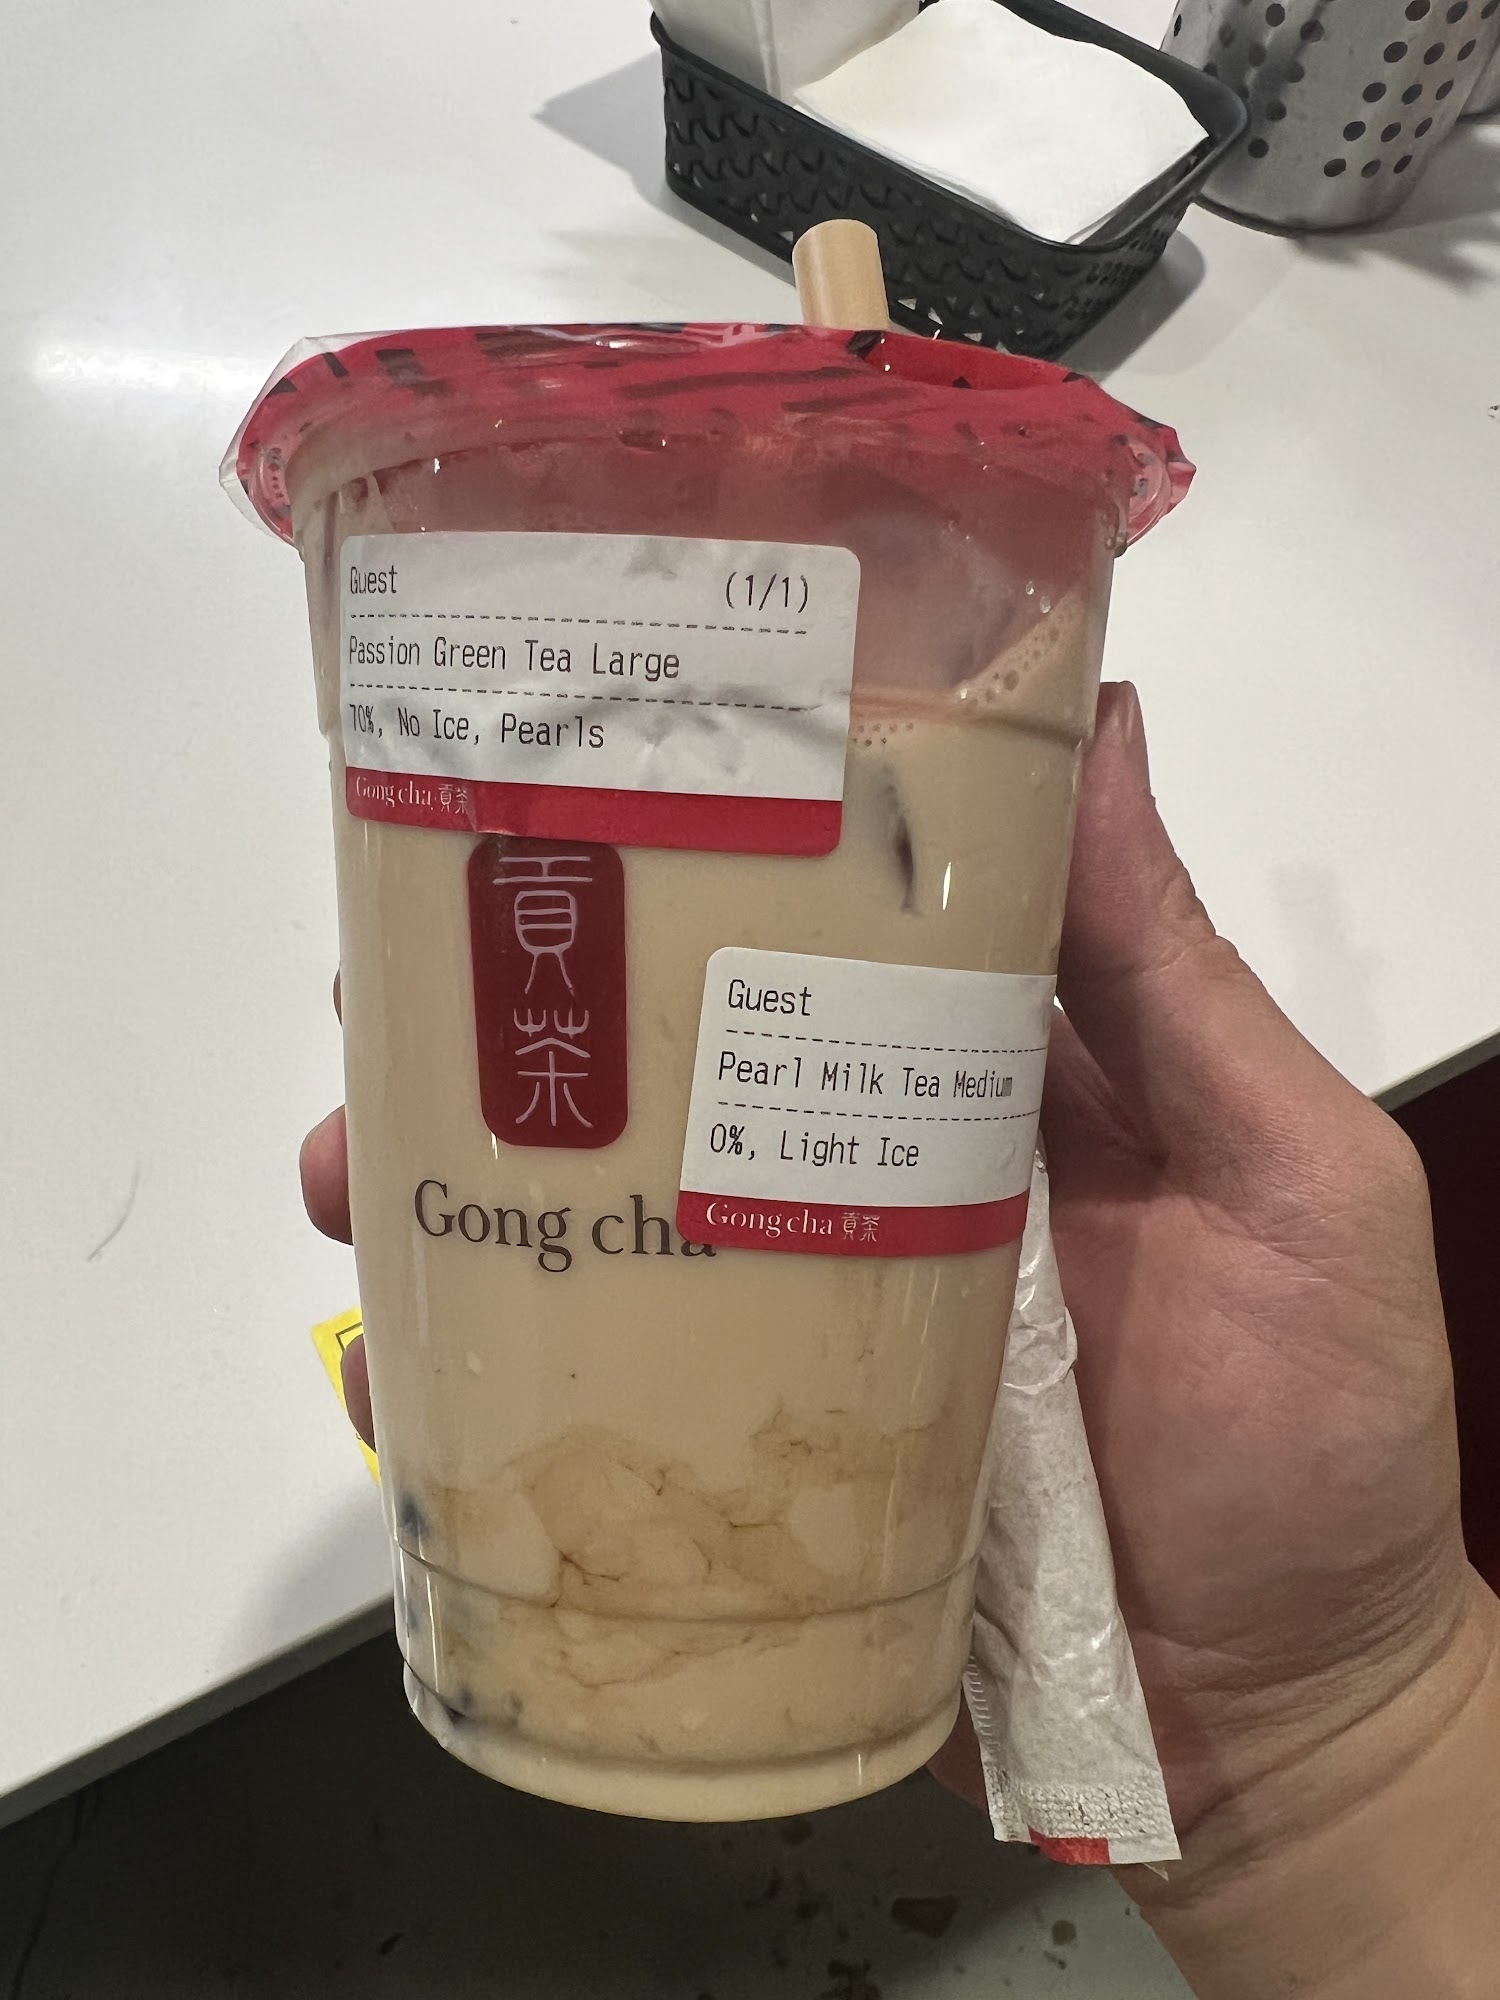 Guest (1/1)
Passion Green Tea Large
70%, No Ice, Pearls
Gong cha 貢茶
貢
茶
Guest
Pearl Milk Tea Medium
0%, Light Ice
Gong cha
Gong cha 貢茶